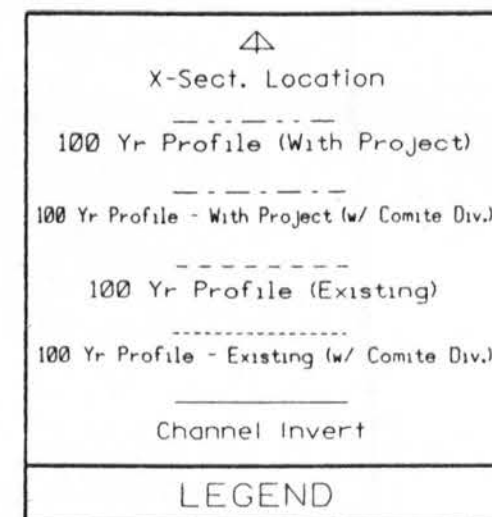 X-Sect. Location
100 Yr Profile (With Project)
100 Yr Profile - With Project (w/ Comite Div.)
100 Yr Profile (Existing)
100 Yr Profile - Existing (w/ Comite Div.)
Channel Invert
LEGEND